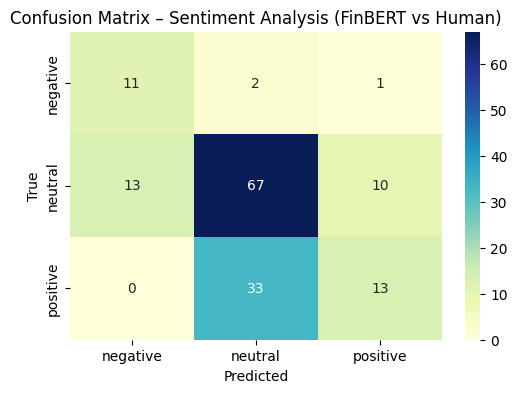 Confusion Matrix – Sentiment Analysis (FinBERT vs Human)
negative
11
2
1
neutral
13
67
10
positive
0
33
13
True
negative
neutral
positive
Predicted
60
50
40
30
20
10
0